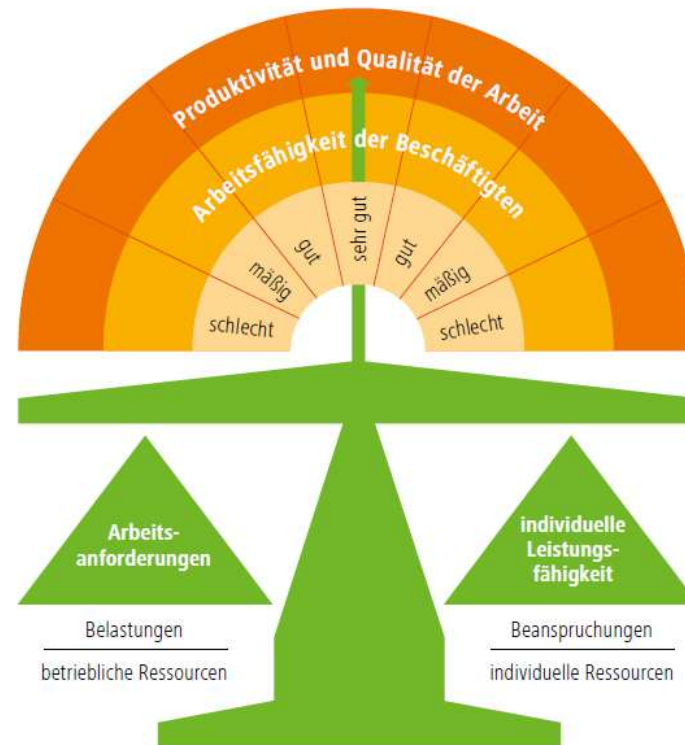 Produktivität und Qualität der Arbeit
Arbeitsfähigkeit der Beschäftigten
schlecht
mäßig
gut
sehr gut
gut
mäßig
schlecht
Arbeits-
anforderungen
Belastungen
betriebliche Ressourcen
individuelle
Leistungs-
fähigkeit
Beanspruchungen
individuelle Ressourcen